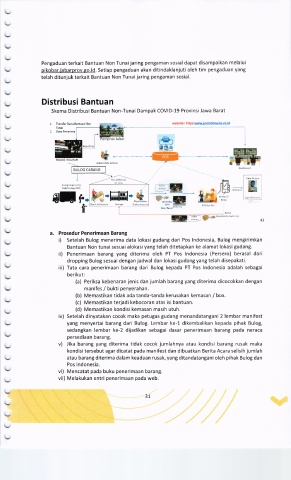 Pengaduan terkait Bantuan Non Tunai jaring pengaman sosial dapat disampaikan melalui
pikobar.jabarprov.go.id. Setiap pengaduan akan ditindaklanjuti oleh tim pengaduan yang
telah ditunjuk terkait Bantuan Non Tunai jaring pengaman sosial.
Distribusi Bantuan
Skema Distribusi Bantuan Non-Tunai Dampak COVID-19 Provinsi Jawa Barat
a. Prosedur Penerimaan Barang
i) Setelah Bulog menerima data lokasi gudang dari Pos Indonesia, Bulog mengirimkan
Bantuan Non tunai sesuai alokasi yang telah ditetapkan ke alamat lokasi gudang.
ii) Penerimaan barang yang diterima oleh PT Pos Indonesia (Persero) berasal dari
dropping Bulog sesuai dengan jadwal dan lokasi gudang yang telah disepakati.
iii) Tata cara penerimaan barang dari Bulog kepada PT Pos Indonesia adalah sebagai
berikut:
(a) Periksa kebenaran jenis dan jumlah barang yang diterima dicocokkan dengan
manifes / bukti penyerahan.
(b) Memastikan tidak ada tanda-tanda kerusakan kemasan / box.
(c) Memastikan terjadi kebocoran atas isi bantuan.
(d) Memastikan kondisi kemasan masih utuh.
iv) Setelah dinyatakan cocok maka petugas gudang menandatangani 2 lembar manifest
yang menyertai barang dari Bulog. Lembar ke-1 dikembalikan kepada pihak Bulog,
sedangkan lembar ke-2 dijadikan sebagai dasar penerimaan barang pada neraca
persediaan barang.
v) Jika barang yang diterima tidak cocok jumlahnya atau kondisi barang rusak maka
kondisi tersebut agar dicatat pada manifest dan dibuatkan Berita Acara selisih jumlah
atau barang diterima dalam keadaan rusak, yang ditandatangani oleh pihak Bulog dan
Pos Indonesia.
vi) Mencatat pada buku penerimaan barang.
vii) Melakukan entri penerimaan pada web.
31